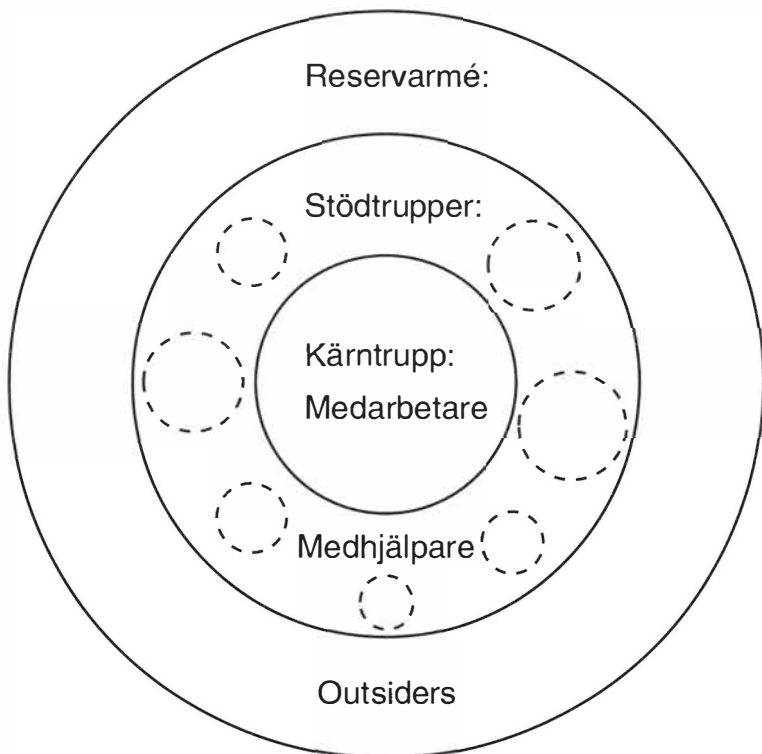 Reservarmé:
Stödtrupper:
Kärntrupp:
Medarbetare
Medhjälpare
Outsiders